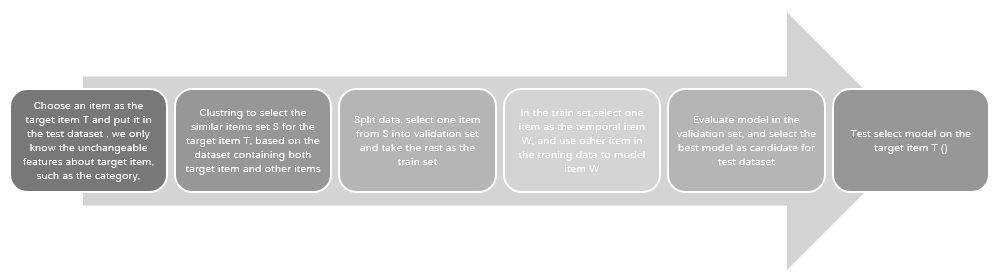 Choose an item as the
target item T and put it in
the test dataset , we only
know the unchangeable
features about target item,
such as the category,
Clustring to select the
similar items set S for the
target item T, based on the
dataset containing both
target item and other items
Split data. select one item
from S into validation set
and take the rest as the
train set
In the train set,select one
item as the temporal item
W, and use other item in
the traning data to model
item W
Evaluate model in the
validation set, and select the
best model as candidate for
test dataset
Test select model on the
target item T ()